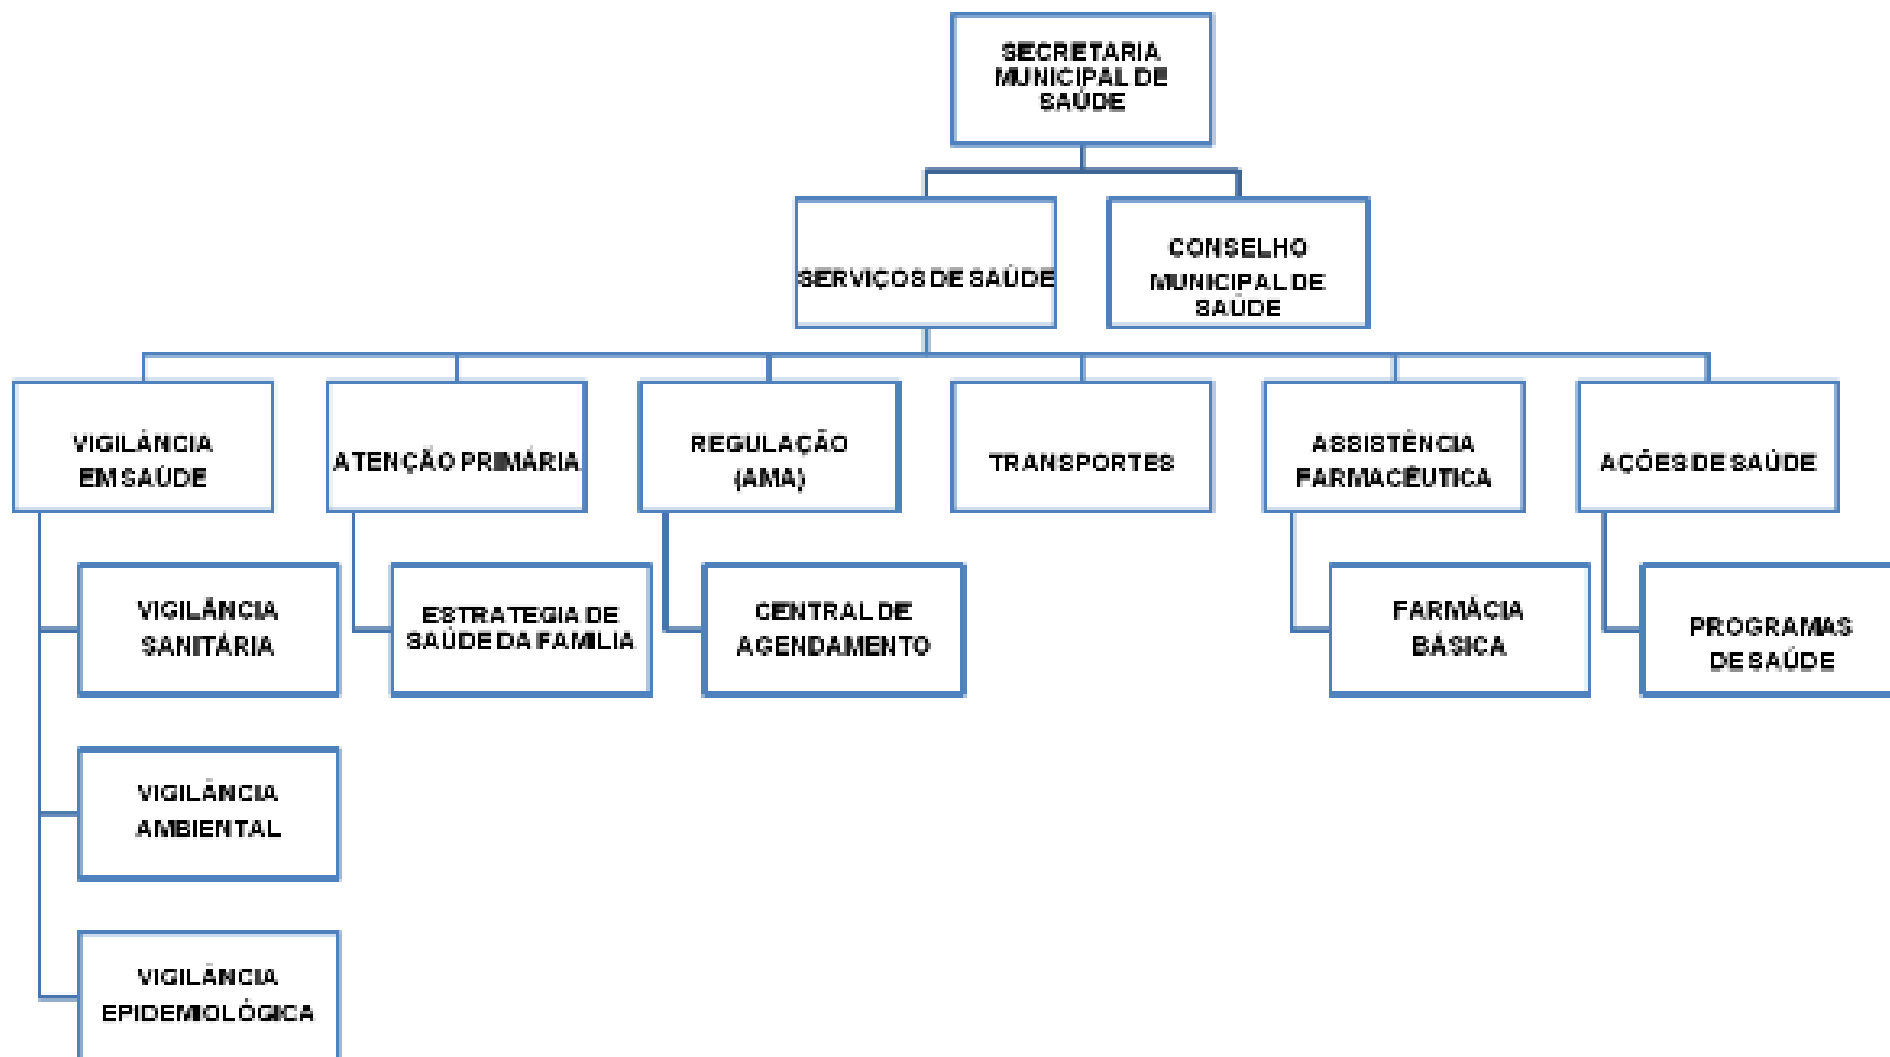 SECRETARIA
MUNICIPAL DE
SAÚDE
SERVIÇOS DE SAÚDE
CONSELHO
MUNICIPAL DE
SAÚDE
VIGILÂNCIA
EM SAÚDE
ATENÇÃO PRIMÁRIA
REGULAÇÃO
(AMA)
TRANSPORTES
ASSISTÊNCIA
FARMACÊUTICA
AÇÕES DE SAÚDE
VIGILÂNCIA
SANITÁRIA
ESTRATEGIA DE
SAÚDE DA FAMILIA
CENTRAL DE
AGENDAMENTO
FARMÁCIA
BÁSICA
PROGRAMAS
DE SAÚDE
VIGILÂNCIA
AMBIENTAL
VIGILÂNCIA
EPIDEMIOLÓGICA